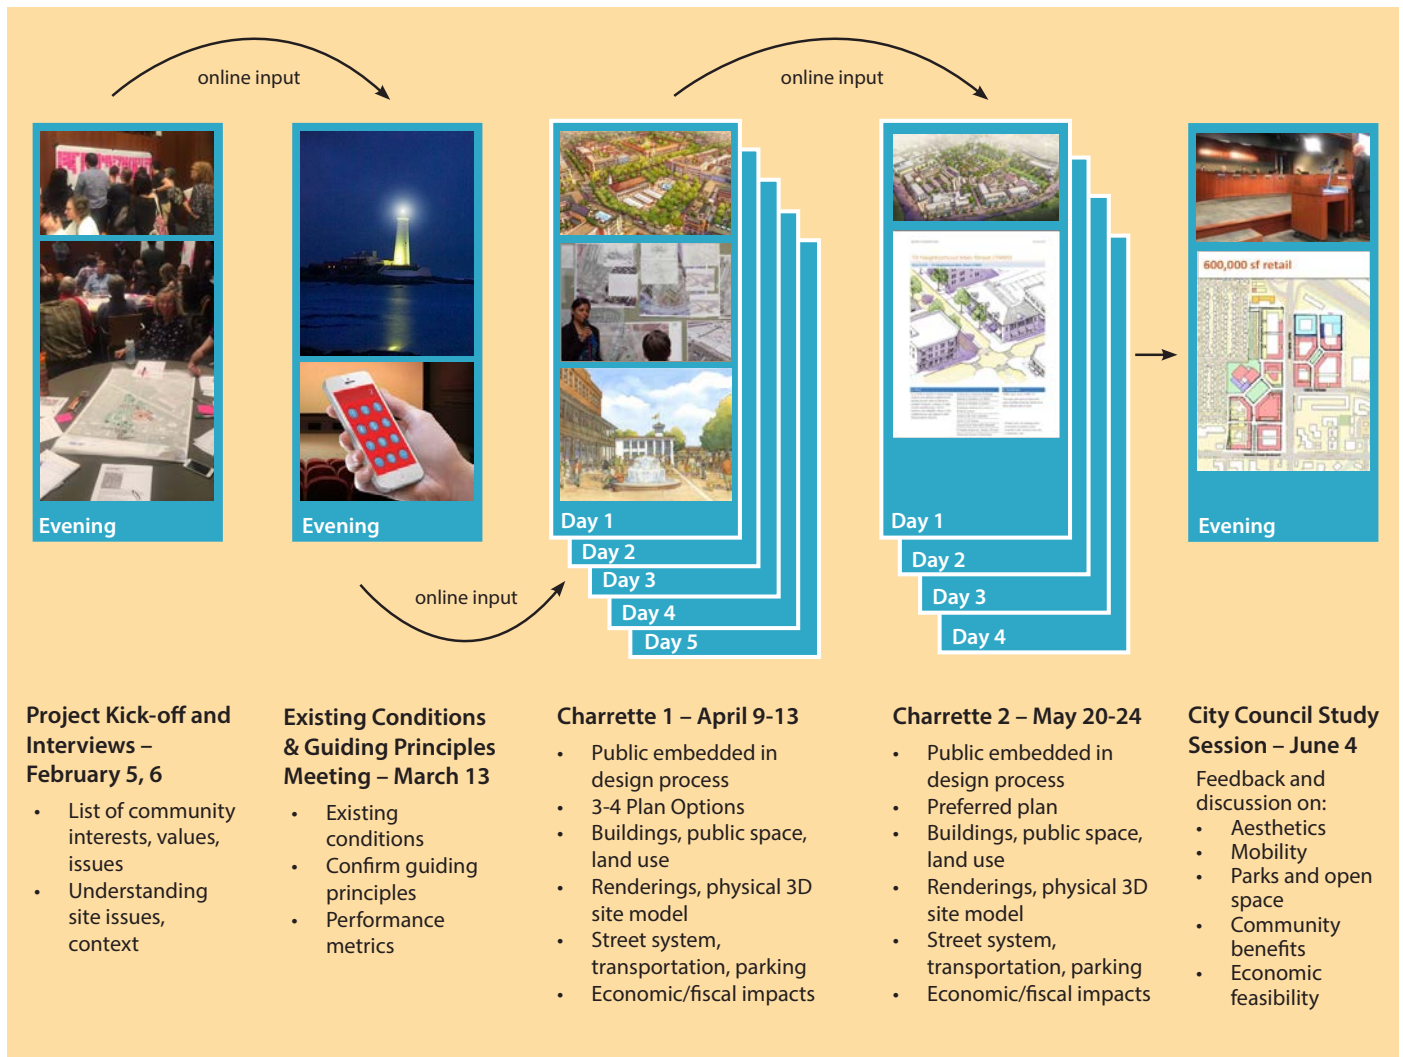 online input
online input
Evening
Evening
Day 1
Day 2
Day 3
Day 4
Day 5
Day 1
Day 2
Day 3
Day 4
600,000 sf retail
Evening
online input
Project Kick-off and
Interviews –
February 5, 6
• List of community
interests, values,
issues
• Understanding
site issues,
context
Existing Conditions
& Guiding Principles
Meeting – March 13
• Existing
conditions
• Confirm guiding
principles
• Performance
metrics
Charrette 1 – April 9-13
• Public embedded in
design process
• 3-4 Plan Options
• Buildings, public space,
land use
• Renderings, physical 3D
site model
• Street system,
transportation, parking
• Economic/fiscal impacts
Charrette 2 – May 20-24
• Public embedded in
design process
• Preferred plan
• Buildings, public space,
land use
• Renderings, physical 3D
site model
• Street system,
transportation, parking
• Economic/fiscal impacts
City Council Study
Session – June 4
Feedback and
discussion on:
• Aesthetics
• Mobility
• Parks and open
space
• Community
benefits
• Economic
feasibility